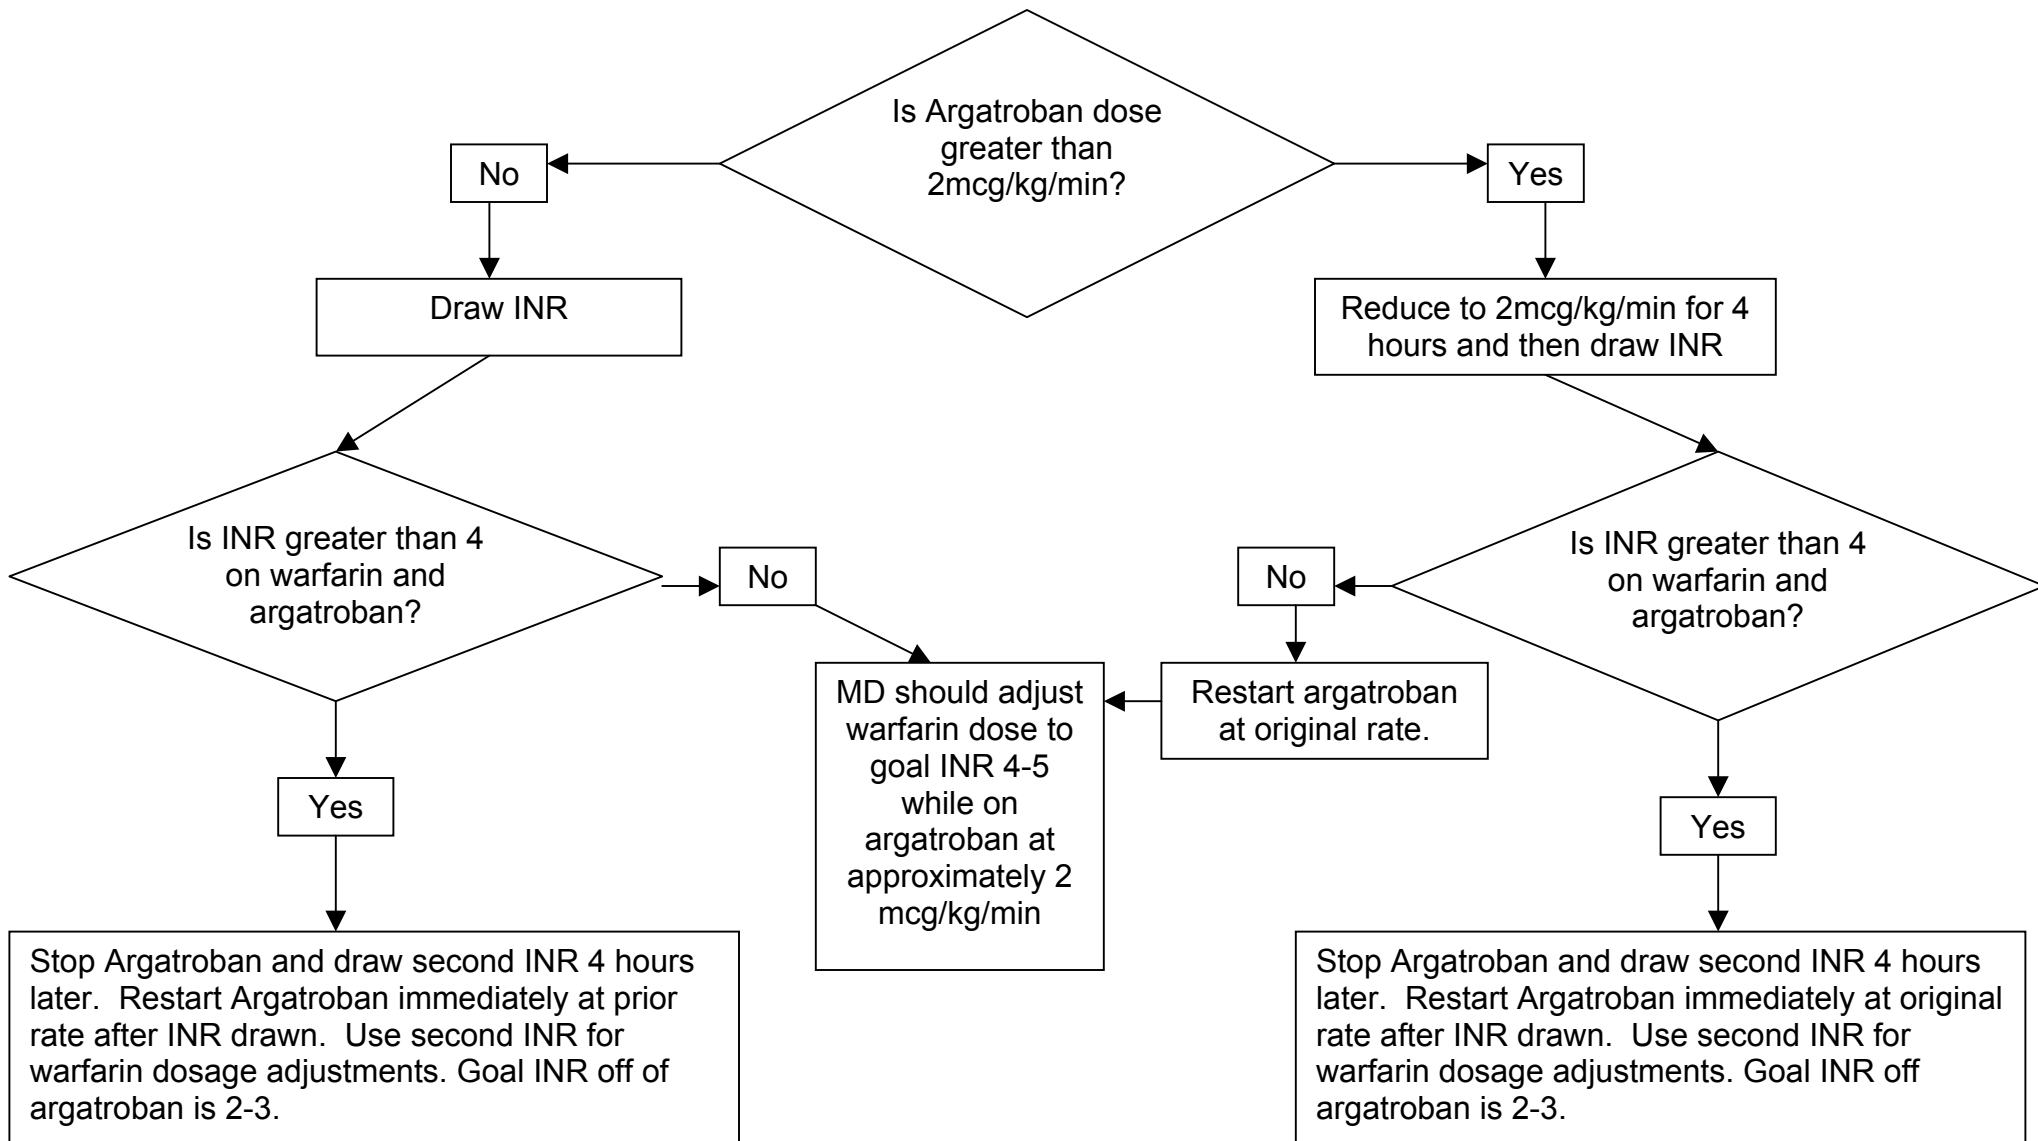 Is Argatroban dose
greater than
2mcg/kg/min?
No
Yes
Draw INR
Reduce to 2mcg/kg/min for 4
hours and then draw INR
Is INR greater than 4
on warfarin and
argatroban?
No
No
Is INR greater than 4
on warfarin and
argatroban?
MD should adjust
warfarin dose to
goal INR 4-5
while on
argatroban at
approximately 2
mcg/kg/min
Restart argatroban
at original rate.
Yes
Yes
Stop Argatroban and draw second INR 4 hours
later.  Restart Argatroban immediately at prior
rate after INR drawn.  Use second INR for
warfarin dosage adjustments. Goal INR off of
argatroban is 2-3.
Stop Argatroban and draw second INR 4 hours
later.  Restart Argatroban immediately at original
rate after INR drawn.  Use second INR for
warfarin dosage adjustments. Goal INR off
argatroban is 2-3.